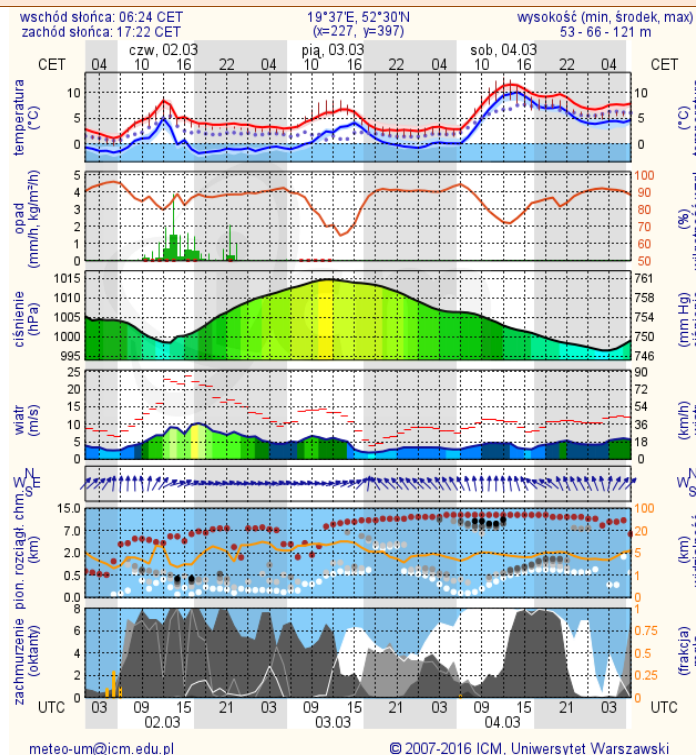 wschód słońca: 06:24 CET 19°37'E, 52°30'N wysokość (min, środek, max)
zachód słońca: 17:22 CET (x=227, y=397) 53 - 66 - 121 m
czw, 02.03 pią, 03.03 sob, 04.03
CET 04 10 16 22 04 10 16 22 04 10 16 22 04 CET
temperatura
(°C)
10
5
0
10
5
0
(°C)
opad
(mm/h, kg/m²/h)
5
4
3
2
1
0
100
90
80
70
60
50
(%)
ciśnienie
(hPa)
1015
1010
1005
1000
995
761
758
754
750
746
(mm Hg)
wiatr
(m/s)
25
20
15
10
5
0
90
72
54
36
18
0
(km/h)
N
W E
S
N
W E
S
pion. rozciągł. chm.
(km)
15.0
7.0
2.0
0.5
0.0
100
20
5
1
0
(km)
zachmurzenie
(oktanty)
8
6
4
2
0
1
0.75
0.5
0.25
0
(frakcja)
UTC 03 09 15 21 03 09 15 21 03 09 15 21 03 UTC
02.03 03.03 04.03
meteo-um@icm.edu.pl © 2007-2016 ICM, Uniwersytet Warszawski